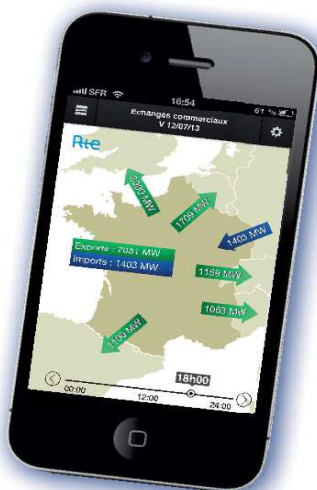 SFR 16:54 61 %
Echanges commerciaux
V 12/07/13
Rte
2000 MW
1709 MW
1403 MW
Exports : 7031 MW
Imports : 1403 MW
1159 MW
1063 MW
1100 MW
18h00
00:00 12:00 24:00